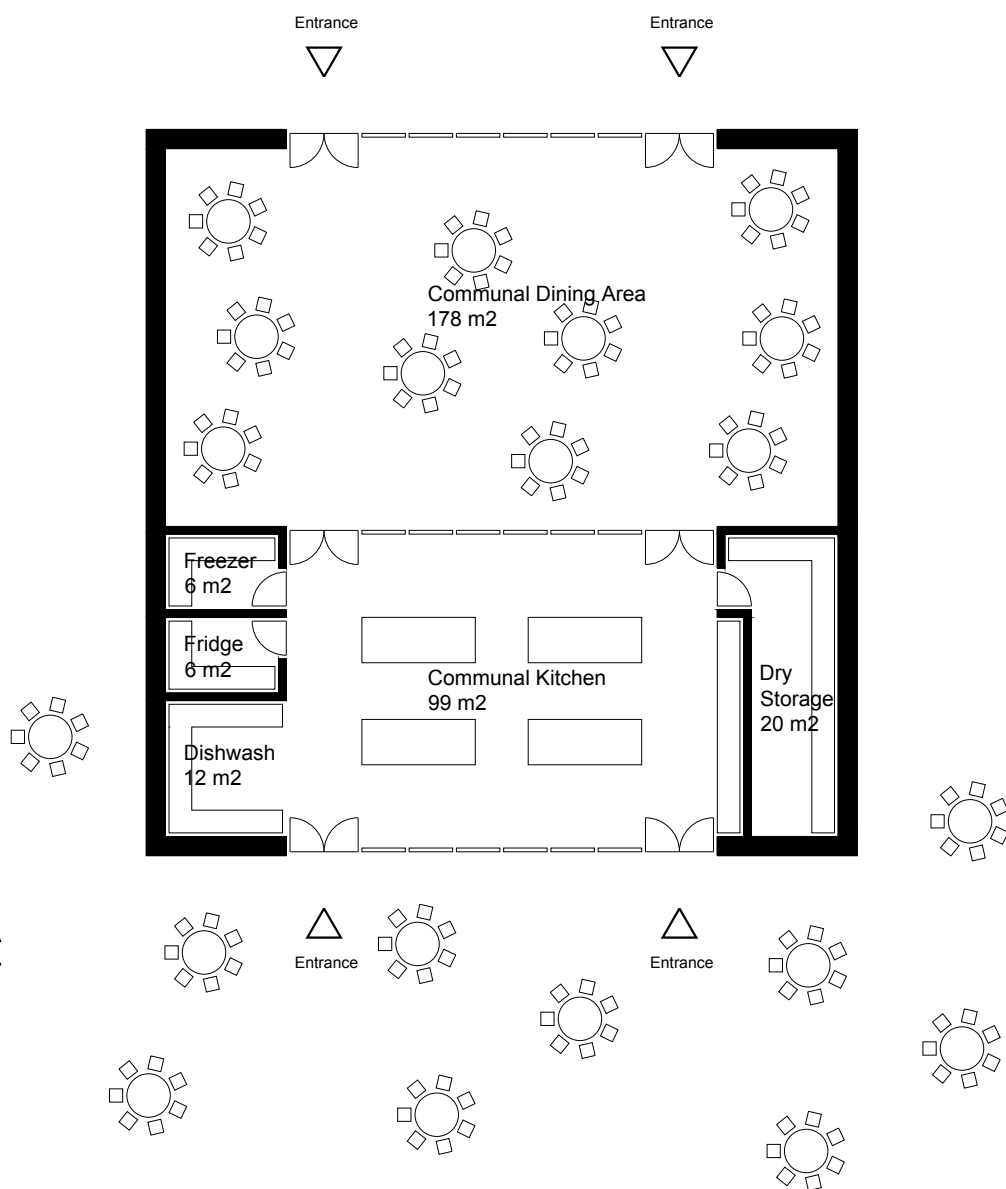 Entrance
Entrance
Communal Dining Area
178 m2
Freezer
6 m2
Fridge
6 m2
Communal Kitchen
99 m2
Dry
Storage
20 m2
Dishwash
12 m2
Entrance
Entrance